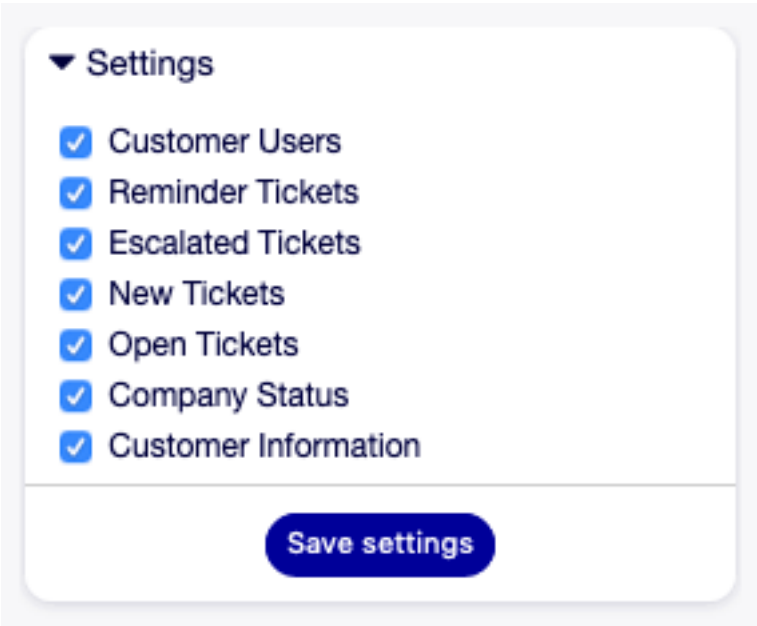 Settings
Customer Users
Reminder Tickets
Escalated Tickets
New Tickets
Open Tickets
Company Status
Customer Information
Save settings